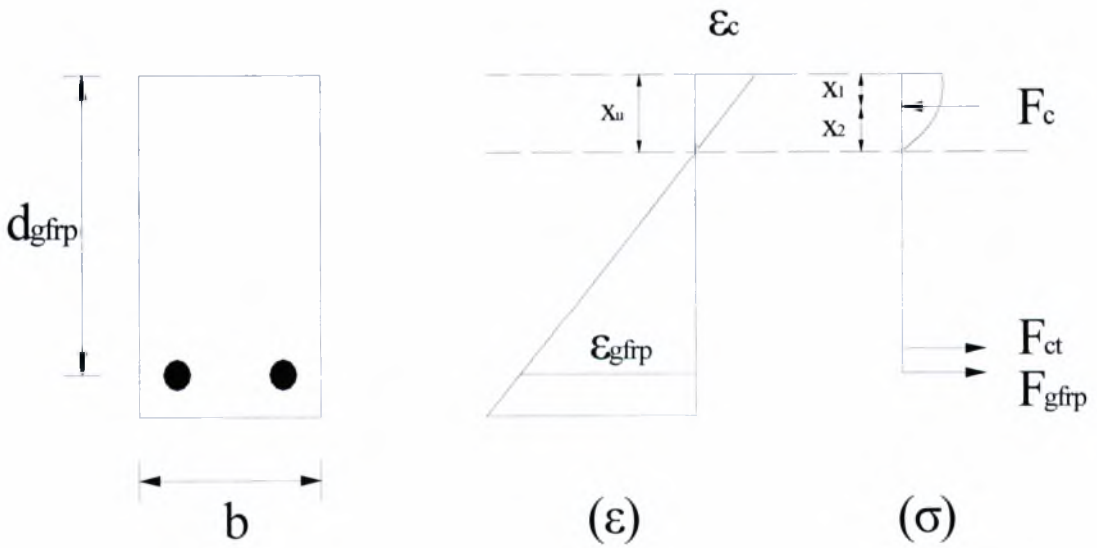 εc
xu
x1
Fc
x2
dgfrp
Fct
εgfrp
Fgfrp
b
(ε)
(σ)